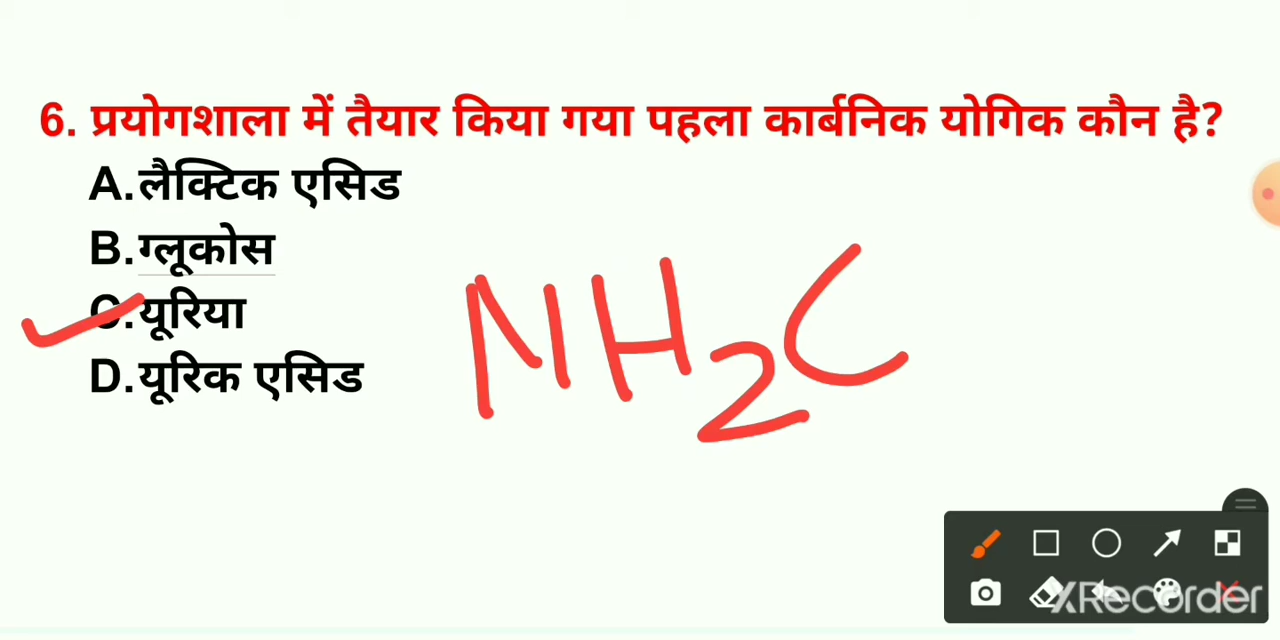 6. प्रयोगशाला में तैयार किया गया पहला कार्बनिक योगिक कौन है?
A.लैक्टिक एसिड
B.ग्लूकोस
C.यूरिया
D.यूरिक एसिड
NH2C
XRecorder